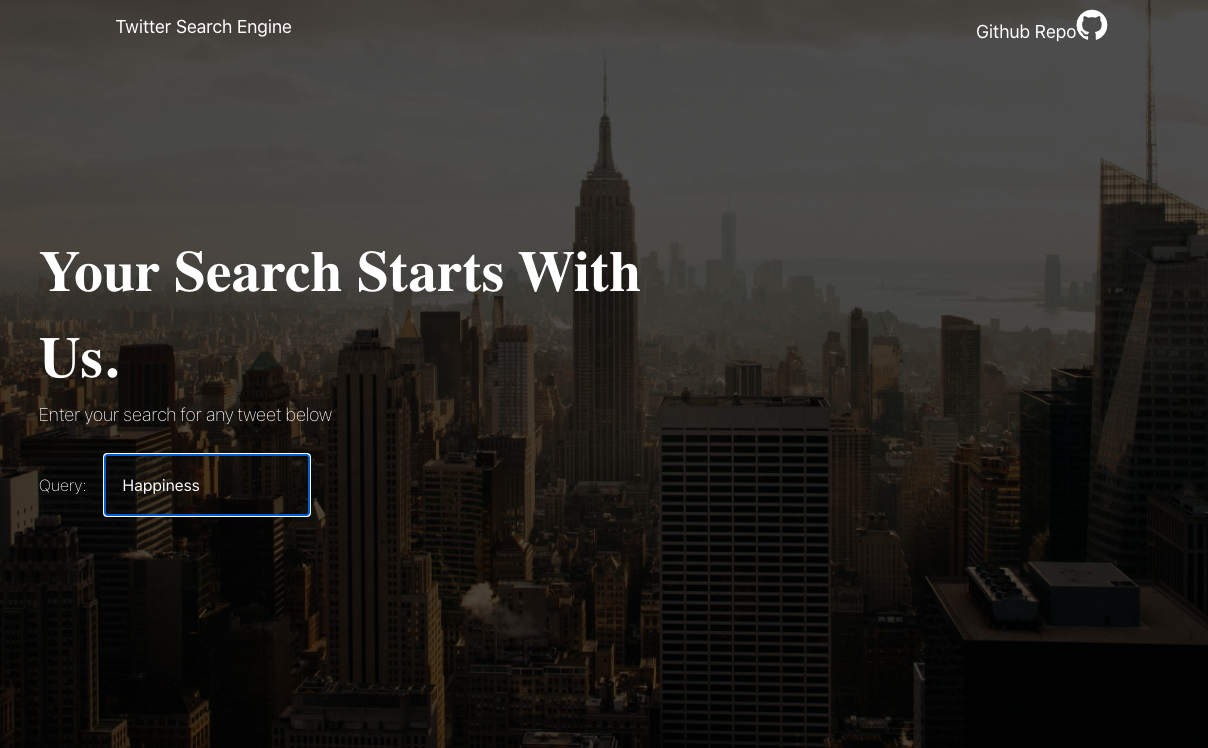 Twitter Search Engine
Github Repo
Your Search Starts With
Us.
Enter your search for any tweet below
Query: Happiness